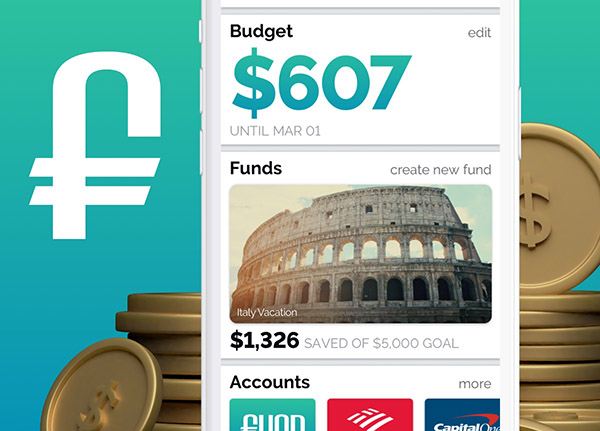 Budget
edit
$607
UNTIL MAR 01
Funds
create new fund
Italy Vacation
$1,326 SAVED OF $5,000 GOAL
Accounts
more
FUND
Capital One
$
$